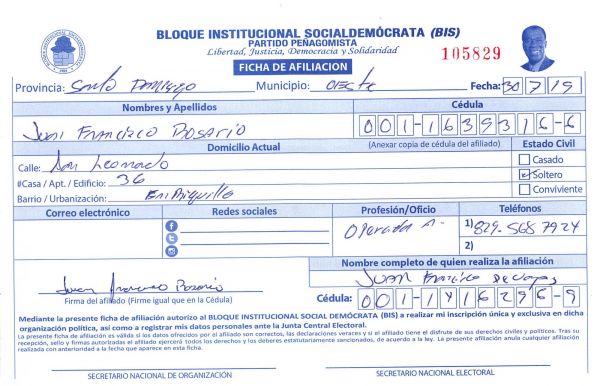 BLOQUE INSTITUCIONAL SOCIALDEMÓCRATA (BIS)
PARTIDO PEÑAGOMISTA
Libertad, Justicia, Democracia y Solidaridad
105829
FICHA DE AFILIACION
Provincia: Santo Domingo Municipio: oeste Fecha: 30/7/19
Nombres y Apellidos Cédula
Juan Francisco Rosario 001-1639316-6
Domicilio Actual (Anexar copia de cédula del afiliado) Estado Civil
Calle: San Leonardo Casado
#Casa / Apt. / Edificio: 36 Soltero
Barrio / Urbanización: Enriquillo Conviviente
Correo electrónico Redes sociales Profesión/Oficio Teléfonos
1) 829-568 7924
2)
Nombre completo de quien realiza la afiliación
Juan Francisco Rosario JUAN Francisco
Firma del afiliado (Firme igual que en la Cédula) Cédula: 001-1416296-9
Mediante la presente ficha de afiliación autorizo al BLOQUE INSTITUCIONAL SOCIAL DEMÓCRATA (BIS) a realizar mi inscripción única y exclusiva en dicha
organización política, así como a registrar mis datos personales ante la Junta Central Electoral.
La presente ficha de afiliación es válida si los datos ofrecidos por el afiliado son correctos, las declaraciones veraces y si el afiliado tiene el disfrute de sus derechos civiles y políticos. Tras su
recepción, sello y firmas autorizadas el afiliado ejercerá todos los derechos y los deberes estatutariamente sancionados, de acuerdo a la ley. La presente afiliación anula cualquier afiliación
realizada con anterioridad a la fecha que aparece en esta ficha.
SECRETARIO NACIONAL DE ORGANIZACIÓN SECRETARIO NACIONAL ELECTORAL